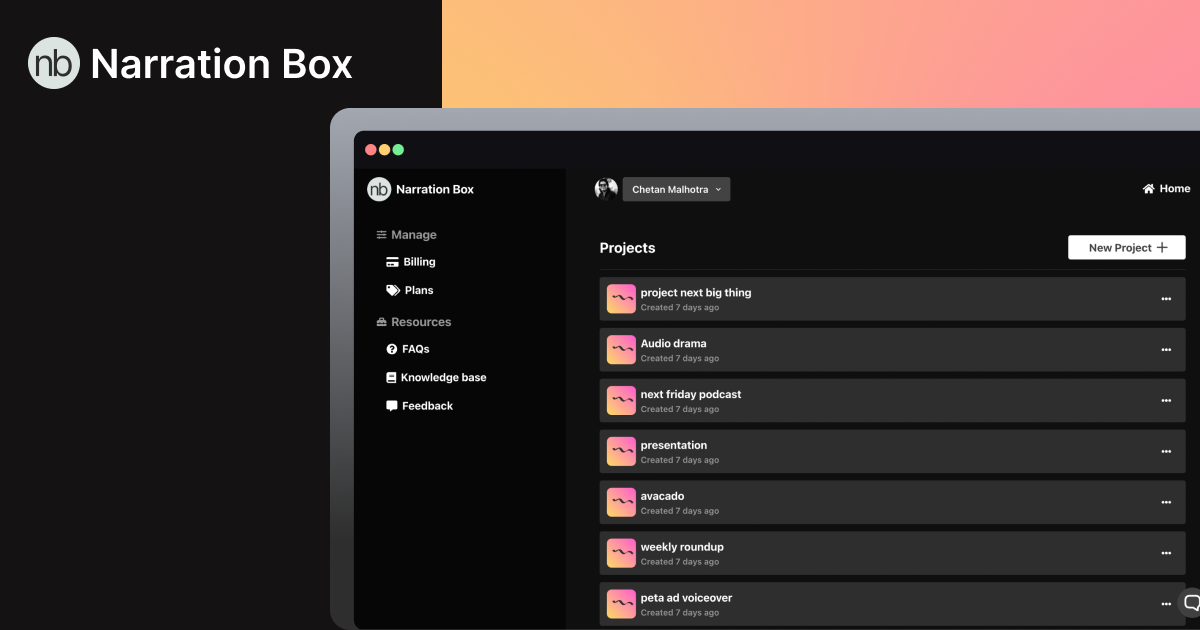 nb Narration Box
nb Narration Box
Chetan Malhotra
Home
Manage
Billing
Plans
Resources
FAQs
Knowledge base
Feedback
Projects
New Project +
project next big thing
Created 7 days ago
Audio drama
Created 7 days ago
next friday podcast
Created 7 days ago
presentation
Created 7 days ago
avacado
Created 7 days ago
weekly roundup
Created 7 days ago
peta ad voiceover
Created 7 days ago